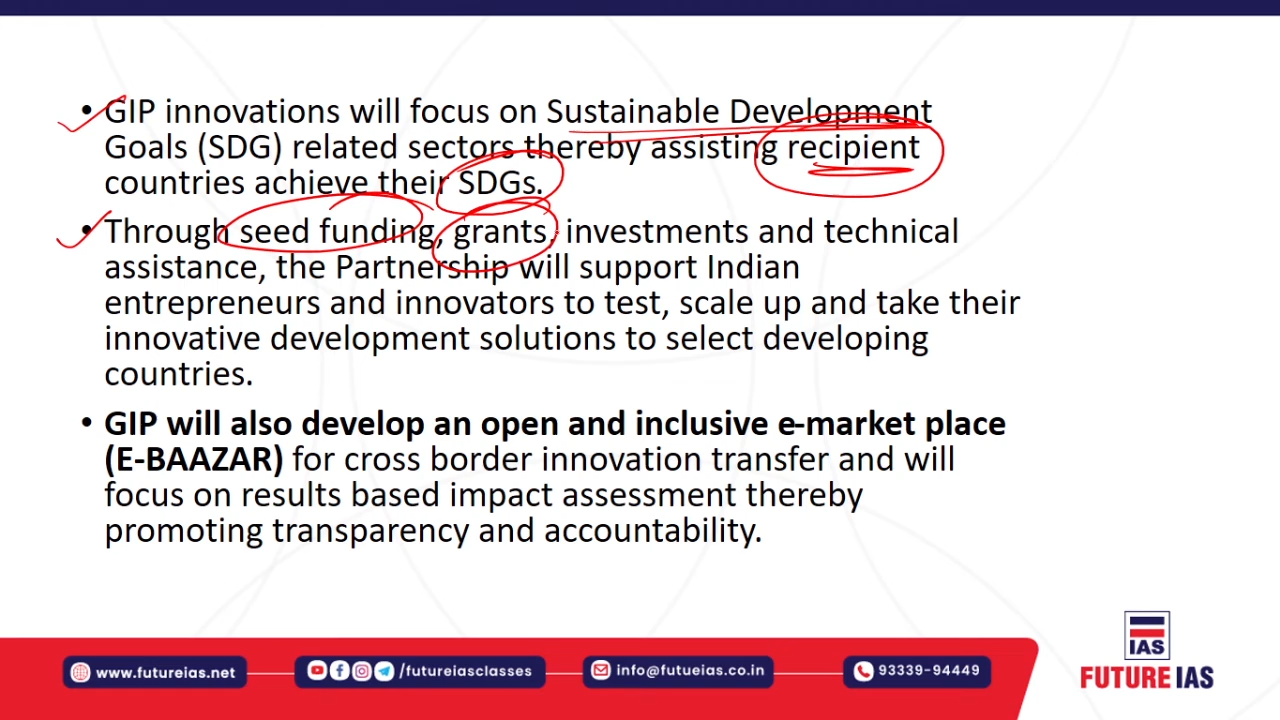 • GIP innovations will focus on Sustainable Development
Goals (SDG) related sectors thereby assisting recipient
countries achieve their SDGs.
• Through seed funding, grants, investments and technical
assistance, the Partnership will support Indian
entrepreneurs and innovators to test, scale up and take their
innovative development solutions to select developing
countries.
• GIP will also develop an open and inclusive e-market place
(E-BAAZAR) for cross border innovation transfer and will
focus on results based impact assessment thereby
promoting transparency and accountability.
IAS
FUTURE IAS
www.futureias.net
/futureiasclasses
info@futueias.co.in
93339-94449